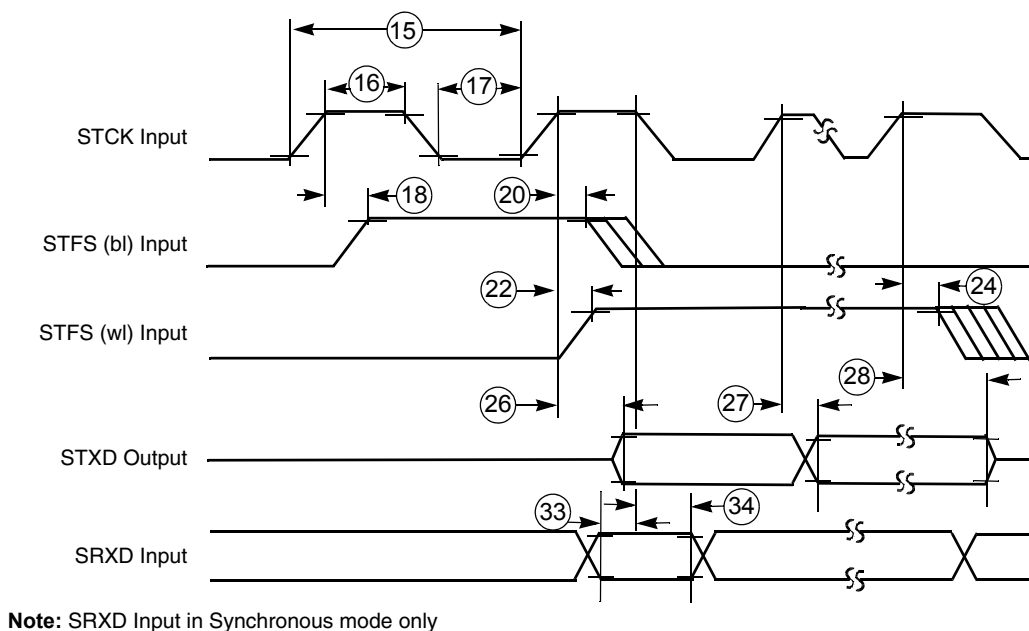 15
16
17
STCK Input
18
20
STFS (bl) Input
22
24
STFS (wl) Input
28
26
27
STXD Output
33
34
SRXD Input
Note: SRXD Input in Synchronous mode only